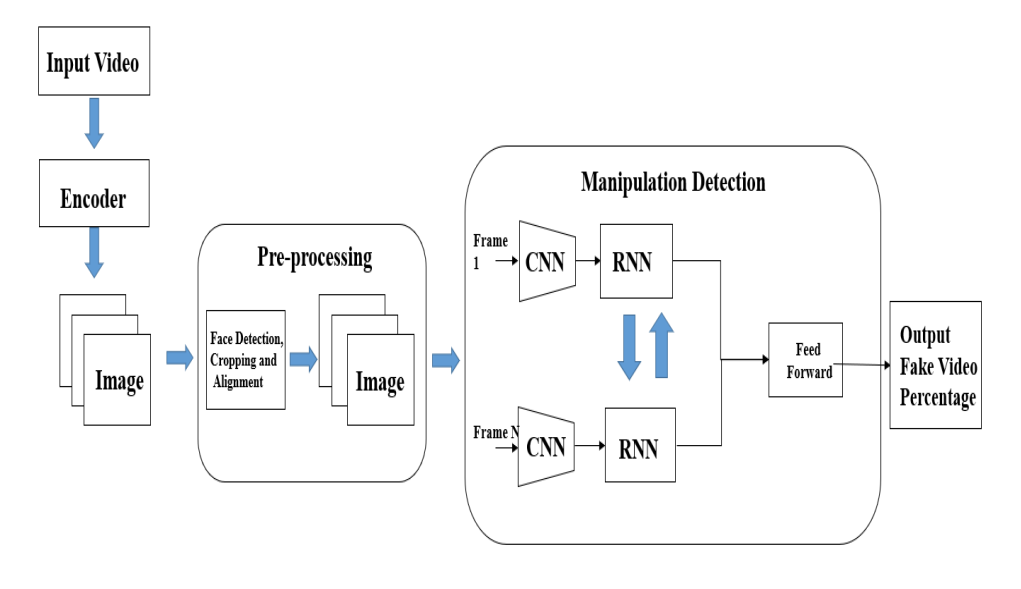 Input Video
Encoder
Image
Pre-processing
Face Detection,
Cropping and
Alignment
Image
Manipulation Detection
Frame
1
CNN
RNN
Frame N
CNN
RNN
Feed
Forward
Output
Fake Video
Percentage